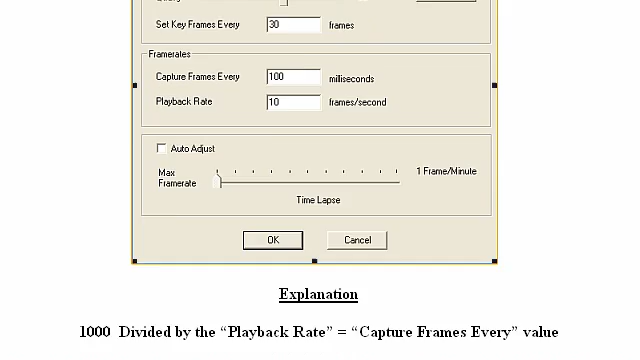 Set Key Frames Every 30 frames
Framerates
Capture Frames Every 100 miliseconds
Playback Rate 10 frames/second
Auto Adjust
Max Framerate 1 Frame/Minute
Time Lapse
OK Cancel
Explanation
1000 Divided by the “Playback Rate” = “Capture Frames Every” value